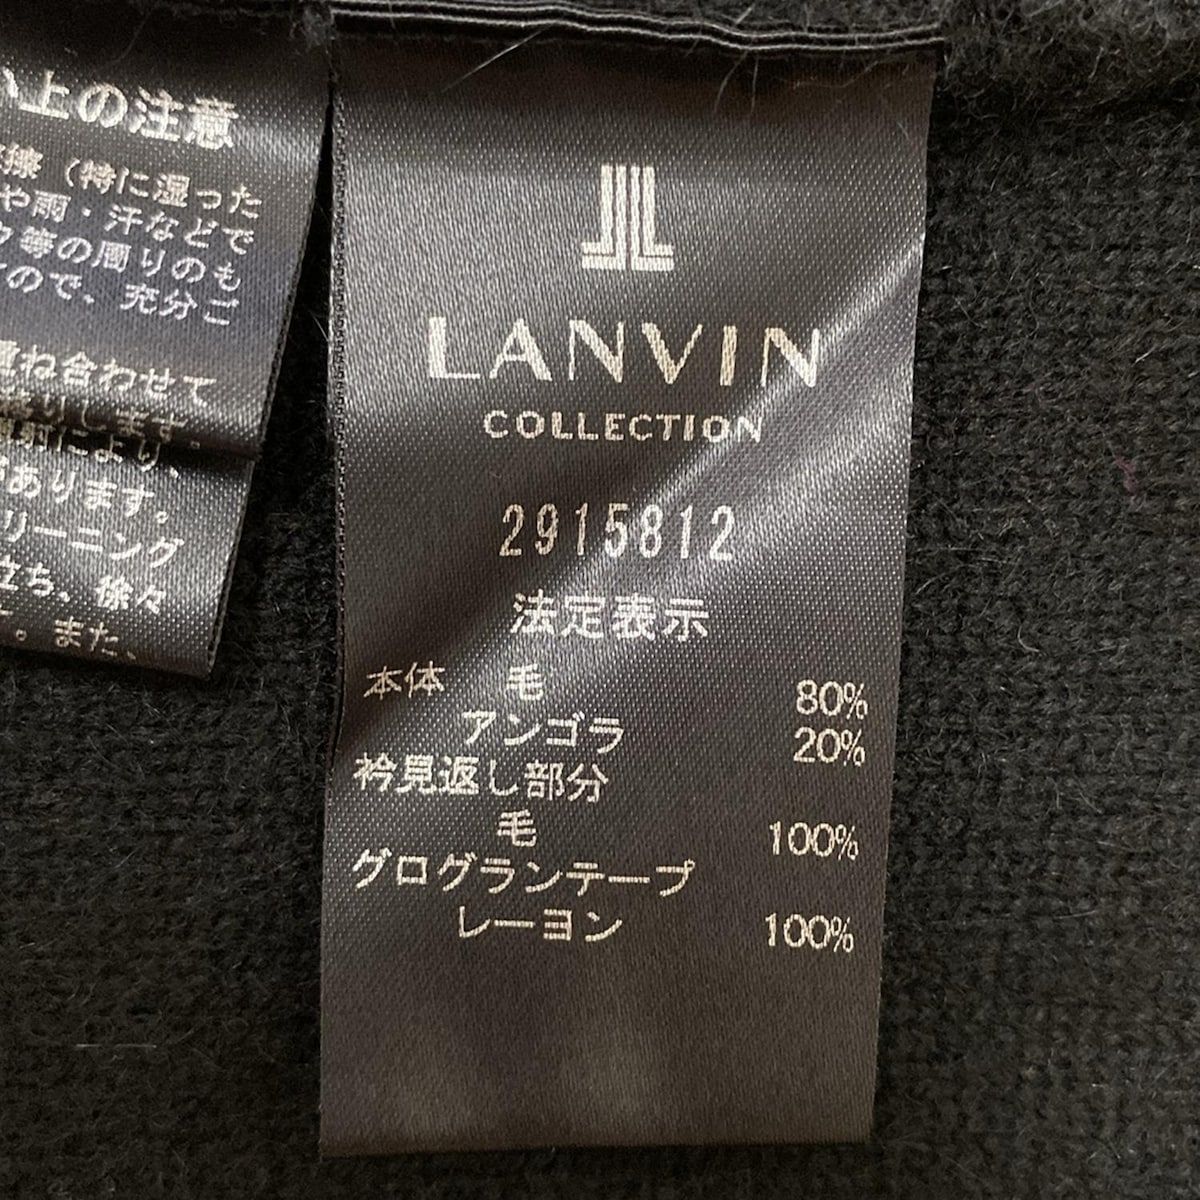 上の注意
擦（特に湿った
や雨・汗などで
ク等の周りのも
ので、充分ご
重ね合わせて
により、
があります。
リーニング
立ち、徐々
。また、
LANVIN
COLLECTION
2915812
法定表示
本体 毛 80%
アンゴラ 20%
衿見返し部分
毛 100%
グログランテープ
レーヨン 100%